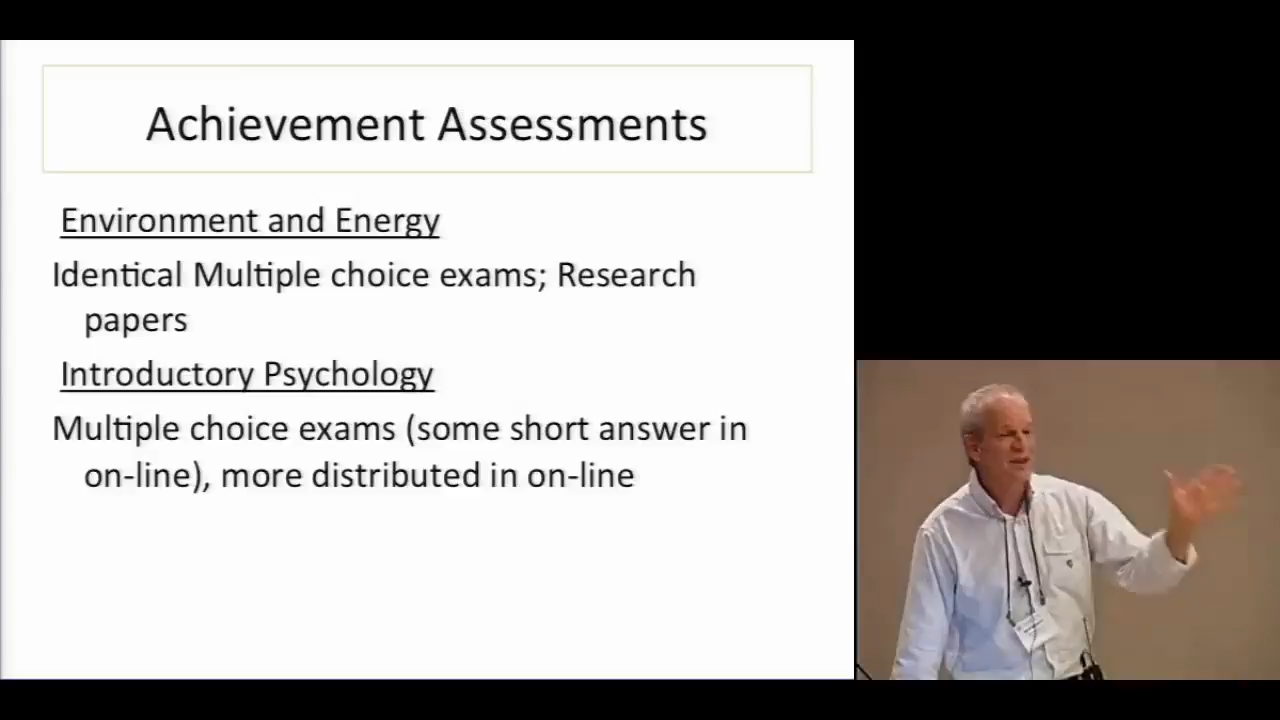 Achievement Assessments
Environment and Energy
Identical Multiple choice exams; Research
papers
Introductory Psychology
Multiple choice exams (some short answer in
on-line), more distributed in on-line